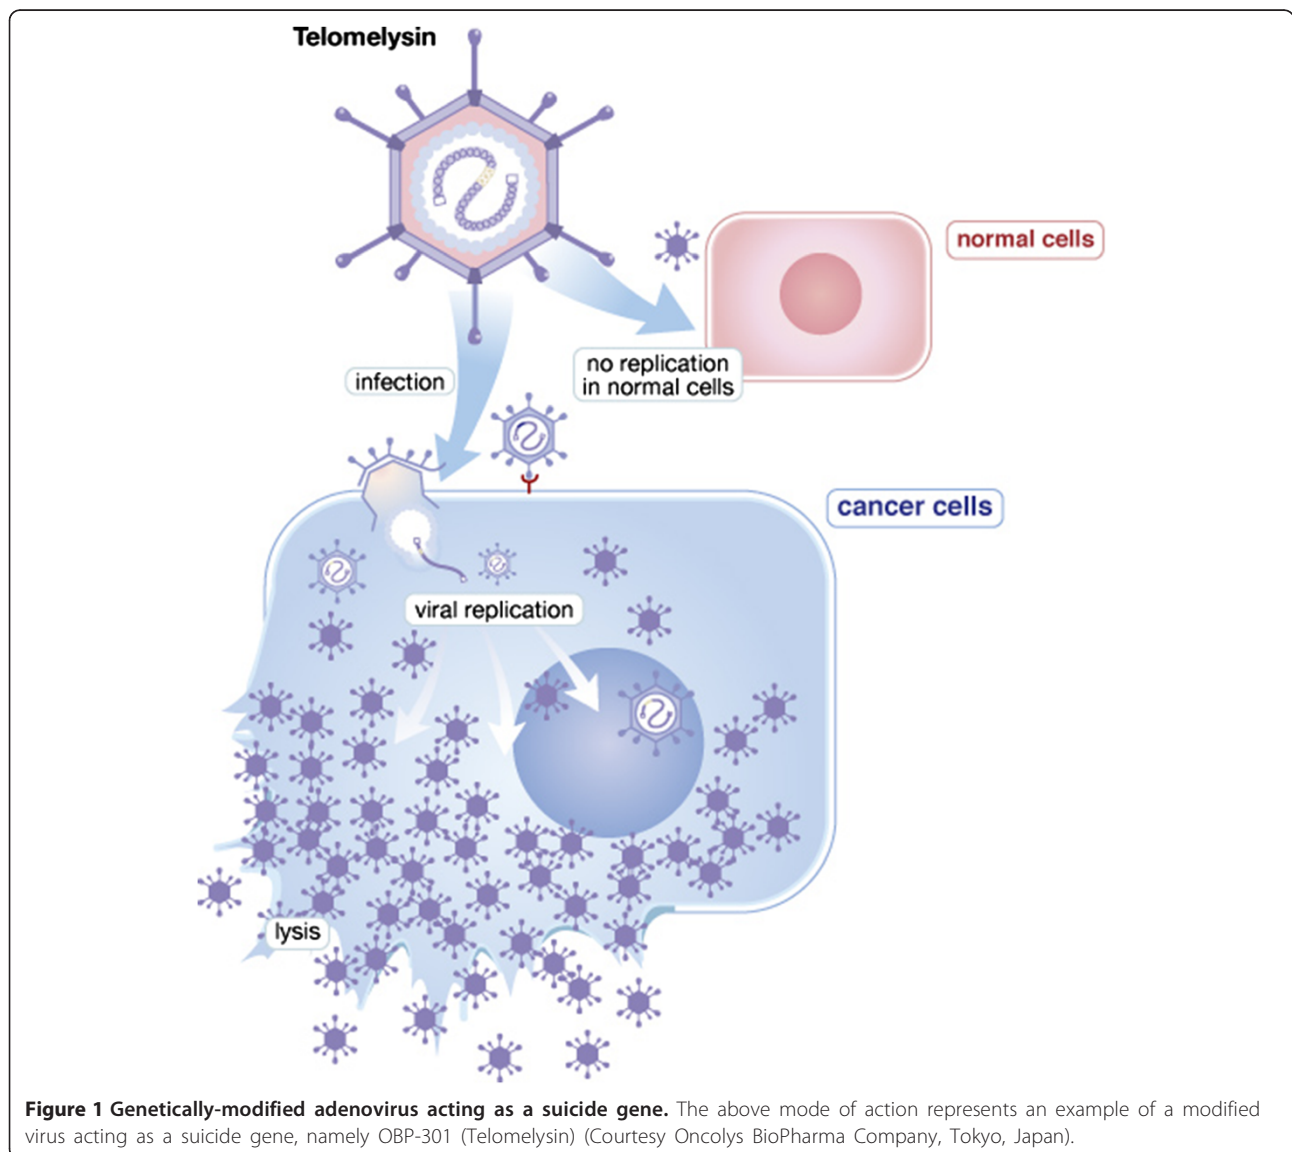 Telomelysin
normal cells
no replication
in normal cells
infection
cancer cells
viral replication
lysis
Figure 1 Genetically-modified adenovirus acting as a suicide gene. The above mode of action represents an example of a modified
virus acting as a suicide gene, namely OBP-301 (Telomelysin) (Courtesy Oncolys BioPharma Company, Tokyo, Japan).